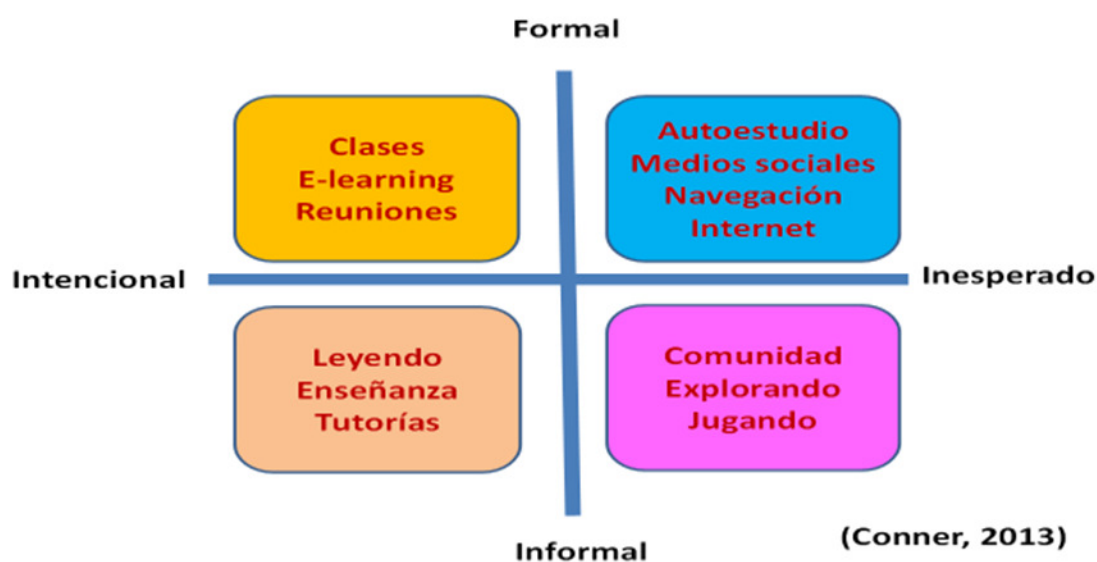 Formal
Clases
E-learning
Reuniones
Autoestudio
Medios sociales
Navegación
Internet
Intencional
Inesperado
Leyendo
Enseñanza
Tutorías
Comunidad
Explorando
Jugando
Informal
(Conner, 2013)